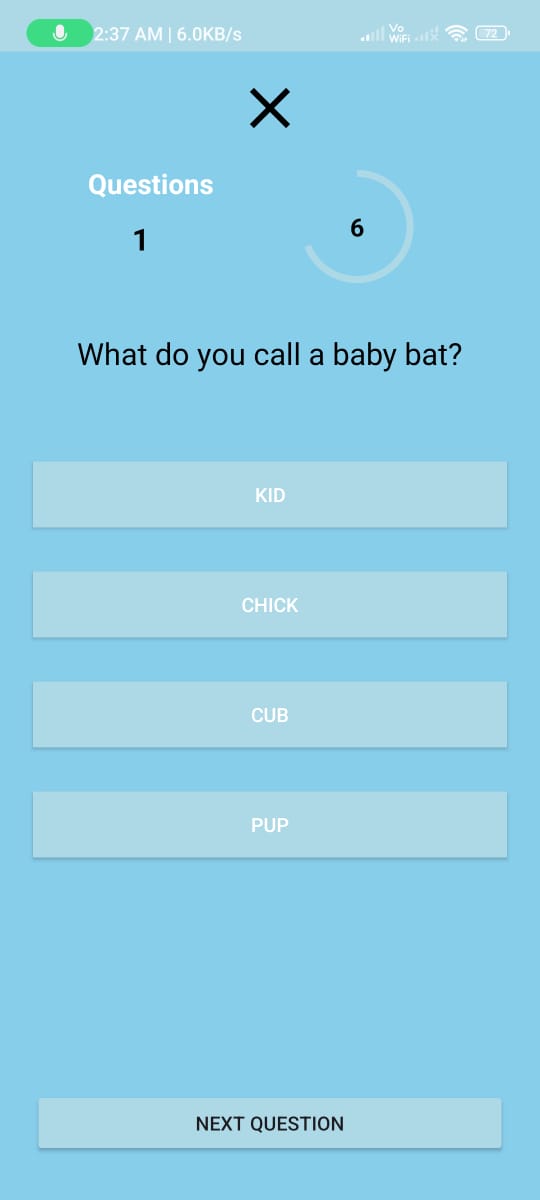 2:37 AM | 6.0KB/s Vo WiFi 72
Questions
1
6
What do you call a baby bat?
KID
CHICK
CUB
PUP
NEXT QUESTION